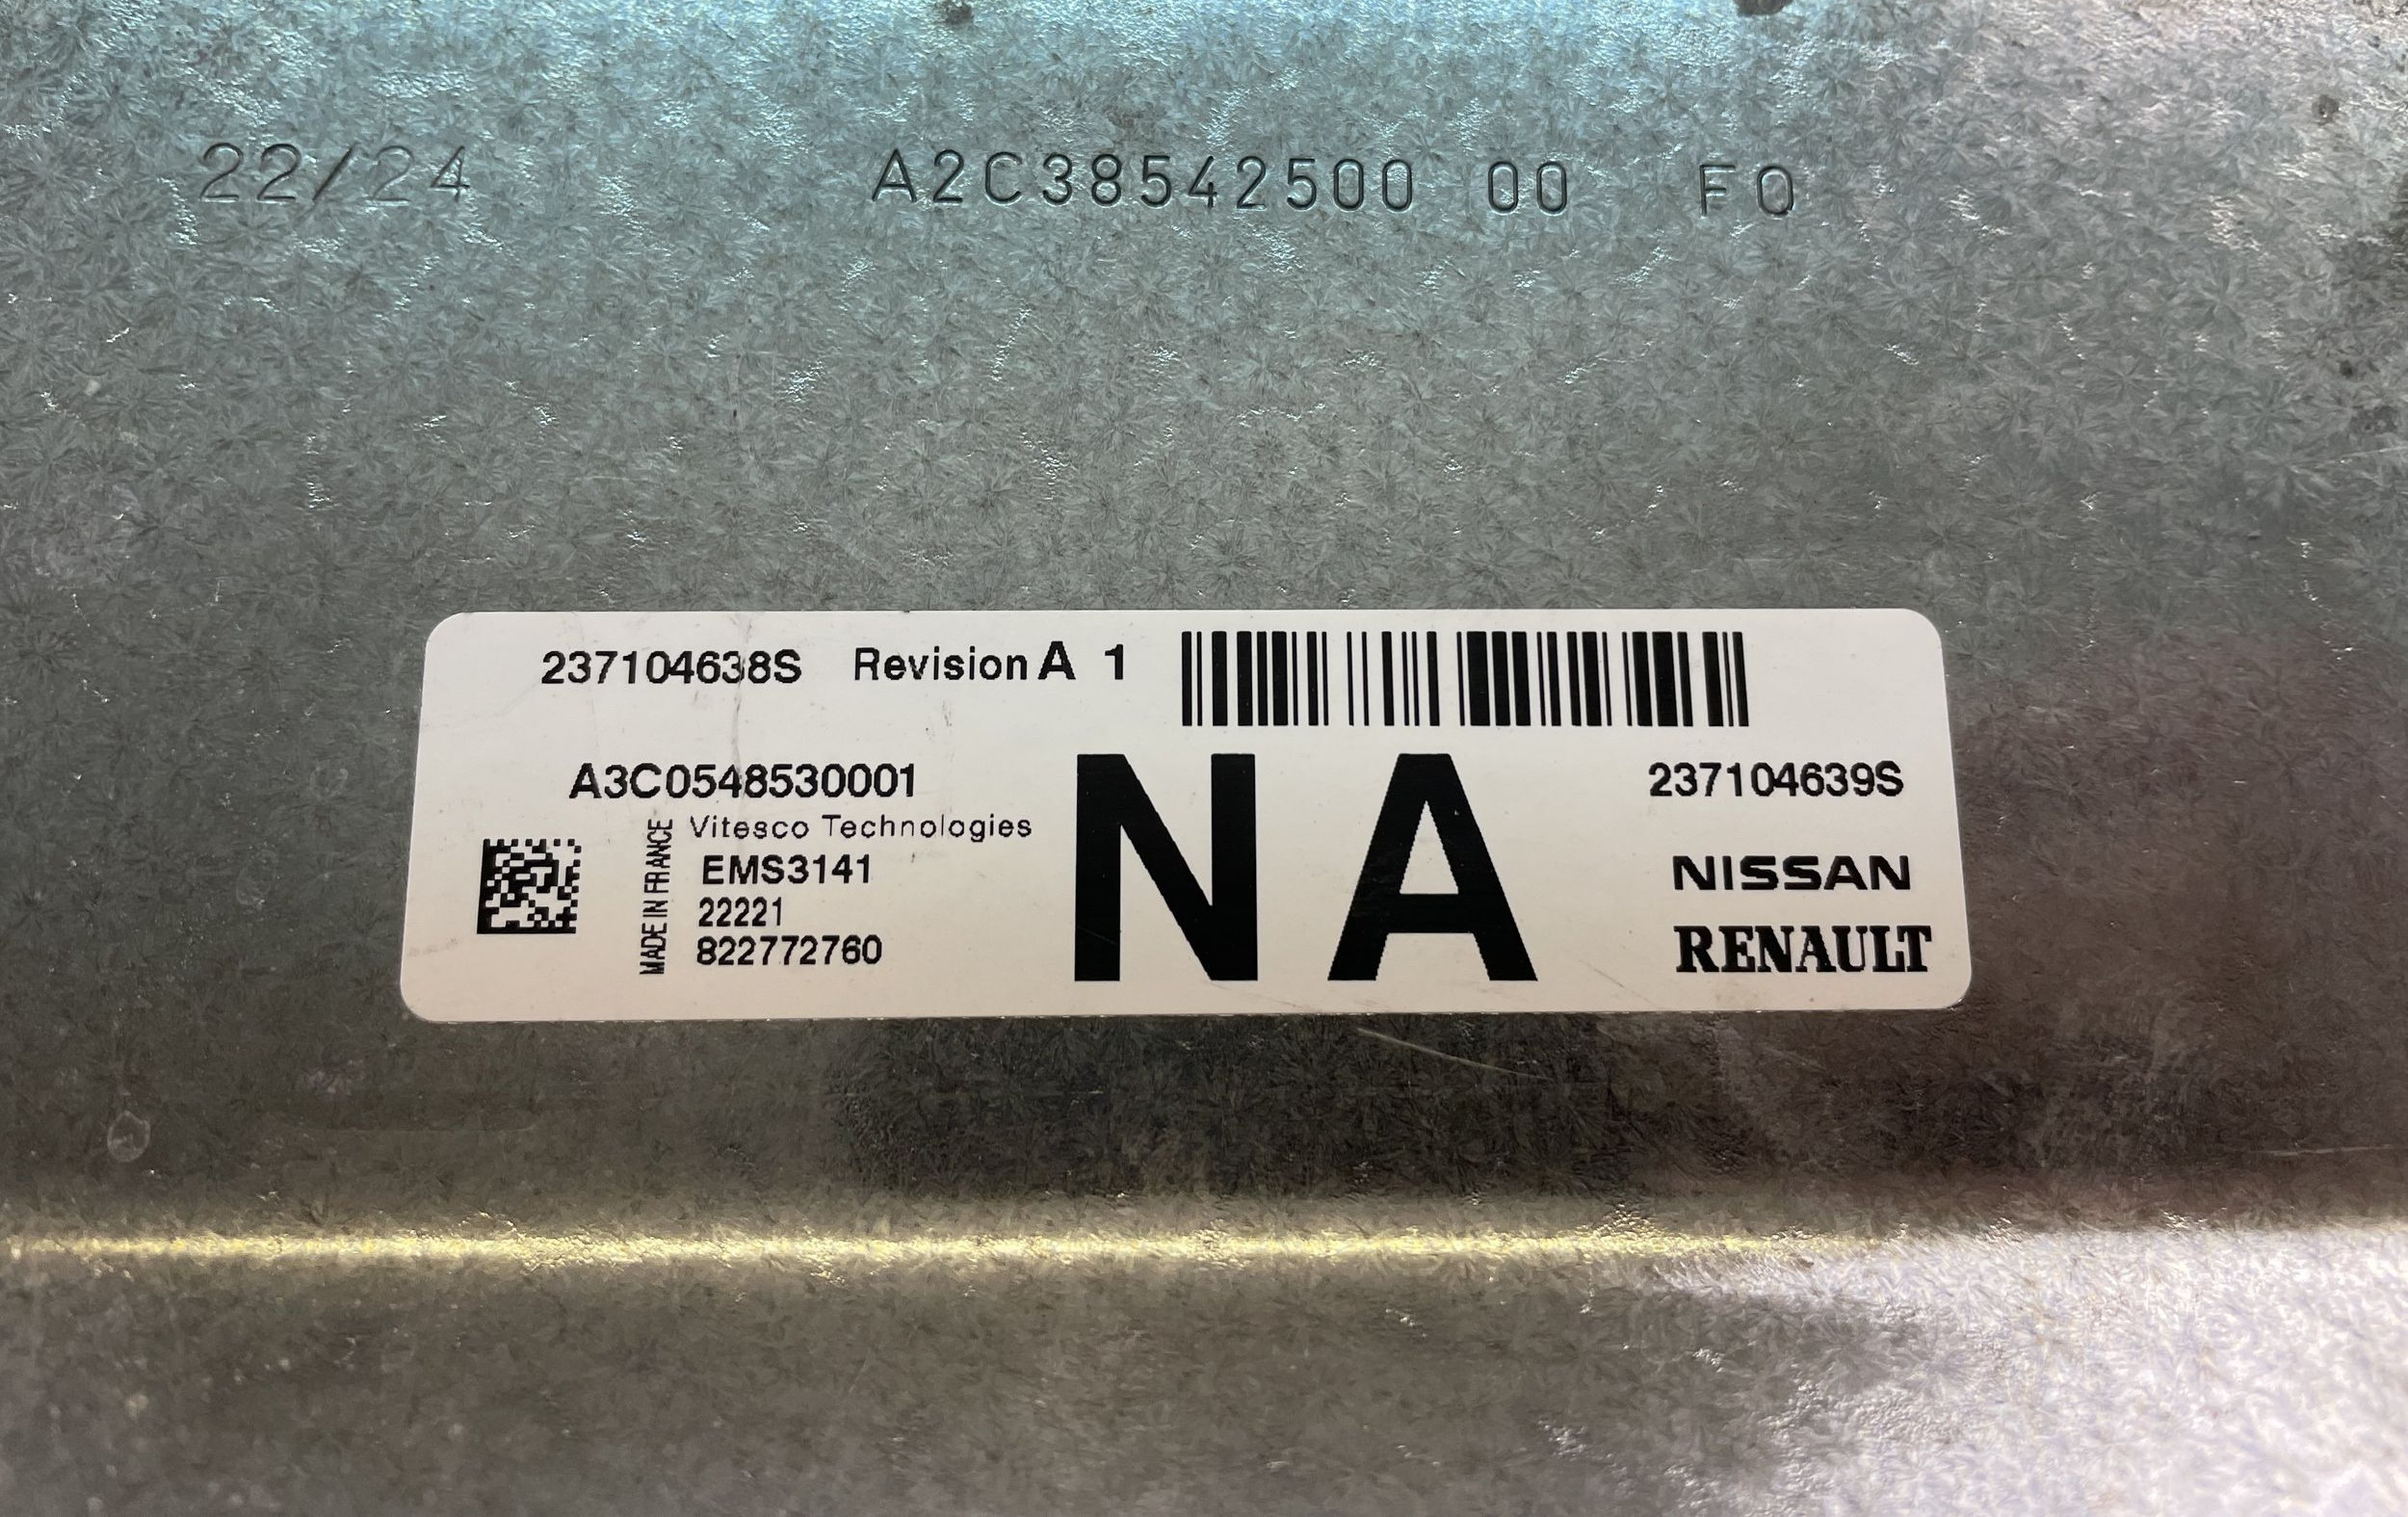 22/24 A2C38542500 00 F0
237104638S Revision A 1
A3C0548530001
MADE IN FRANCE
Vitesco Technologies
EMS3141
22221
822772760
NA
237104639S
NISSAN
RENAULT